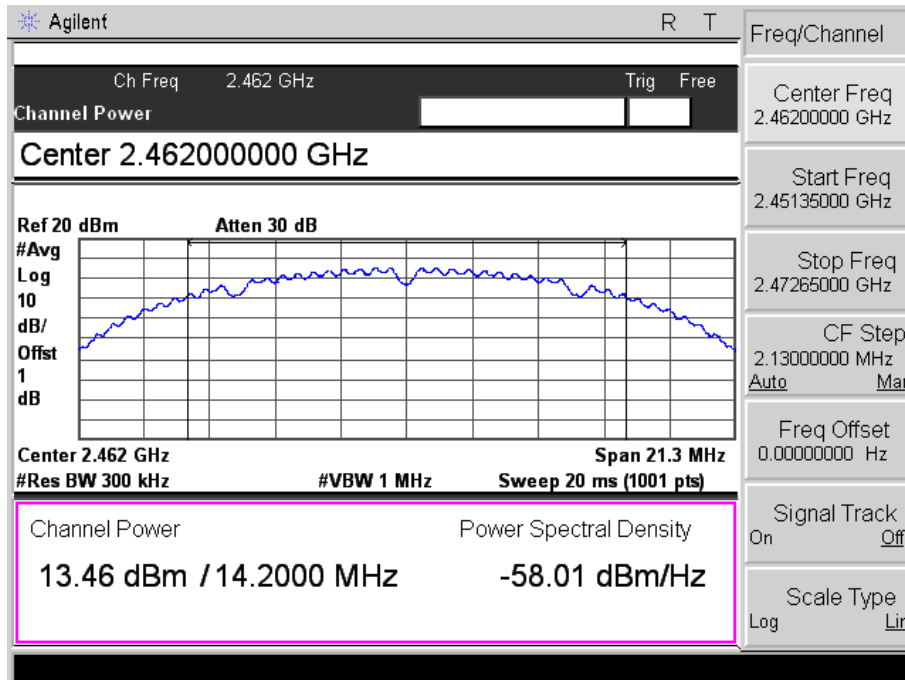 Agilent R T
Ch Freq 2.462 GHz Trig Free
Channel Power
Center 2.462000000 GHz
Ref 20 dBm Atten 30 dB
#Avg
Log
10
dB/
Offst
1
dB
Center 2.462 GHz Span 21.3 MHz
#Res BW 300 kHz #VBW 1 MHz Sweep 20 ms (1001 pts)
Channel Power Power Spectral Density
13.46 dBm / 14.2000 MHz -58.01 dBm/Hz
Freq/Channel
Center Freq
2.46200000 GHz
Start Freq
2.45135000 GHz
Stop Freq
2.47265000 GHz
CF Step
2.13000000 MHz
Auto Man
Freq Offset
0.00000000 Hz
Signal Track
On Off
Scale Type
Log Lin